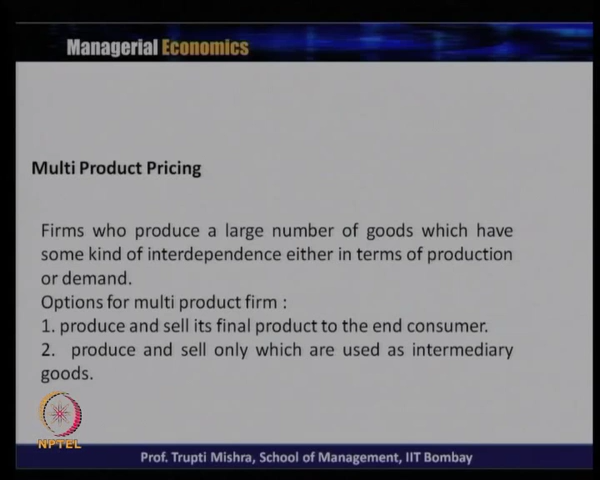 Managerial Economics
Multi Product Pricing
Firms who produce a large number of goods which have
some kind of interdependence either in terms of production
or demand.
Options for multi product firm :
1. produce and sell its final product to the end consumer.
2. produce and sell only which are used as intermediary
goods.
NPTEL
Prof. Trupti Mishra, School of Management, IIT Bombay